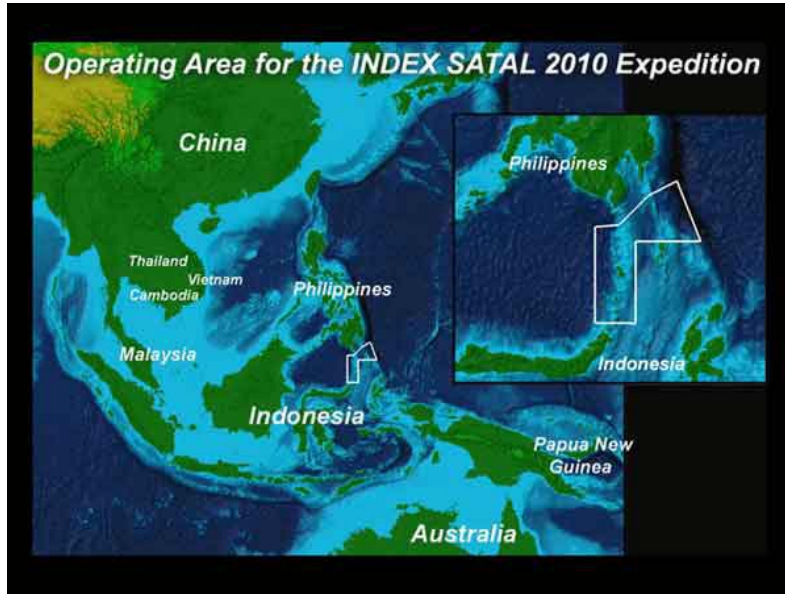 Operating Area for the INDEX SATAL 2010 Expedition
China
Philippines
Thailand
Vietnam
Cambodia
Philippines
Malaysia
Indonesia
Indonesia
Papua New
Guinea
Australia